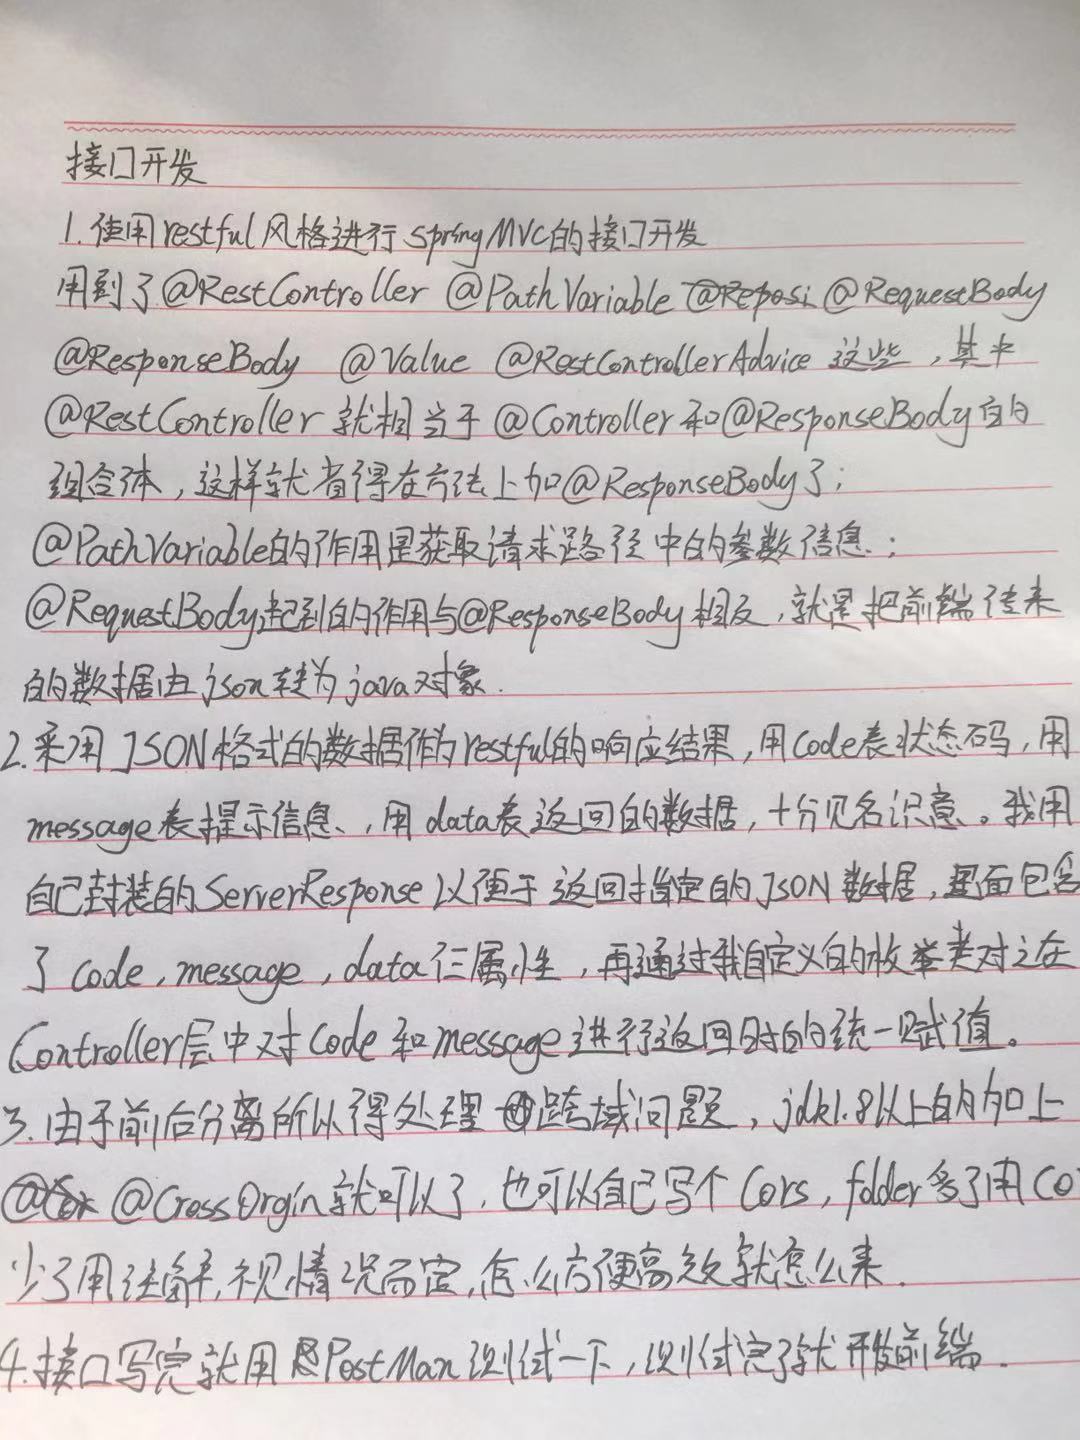 接口开发
1.使用restful风格进行springMVC的接口开发
用到了@RestController @PathVariable @Reposi @RequestBody
@ResponseBody @Value @RestControllerAdvice 这些，其中
@RestController 就相当于@Controller和@ResponseBody的
组合体，这样就省得在方法上加@ResponseBody了；
@PathVariable的作用是获取请求路径中的参数信息；
@RequestBody起到的作用与@ResponseBody相反，就是把前端传来
的数据由json转为java对象.
2.采用JSON格式的数据作为restful的响应结果，用code表状态码，用
message表提示信息、，用data表返回的数据，十分见名识意。我用
自己封装的ServerResponse以便于返回指定的JSON数据，里面包含
了code，message，data仨属性，再通过我自定义的枚举类对之在
Controller层中对code和message进行返回时的统一赋值。
3.由于前后分离所以得处理跨域问题，jdk1.8以上的加上
@CrossOrgin就可以了，也可以自己写个Cors，folder多了用Co
少了用注解，视情况而定，怎么方便高效就怎么来.
4.接口写完就用PostMan测试一下，测试完了就开发前端.